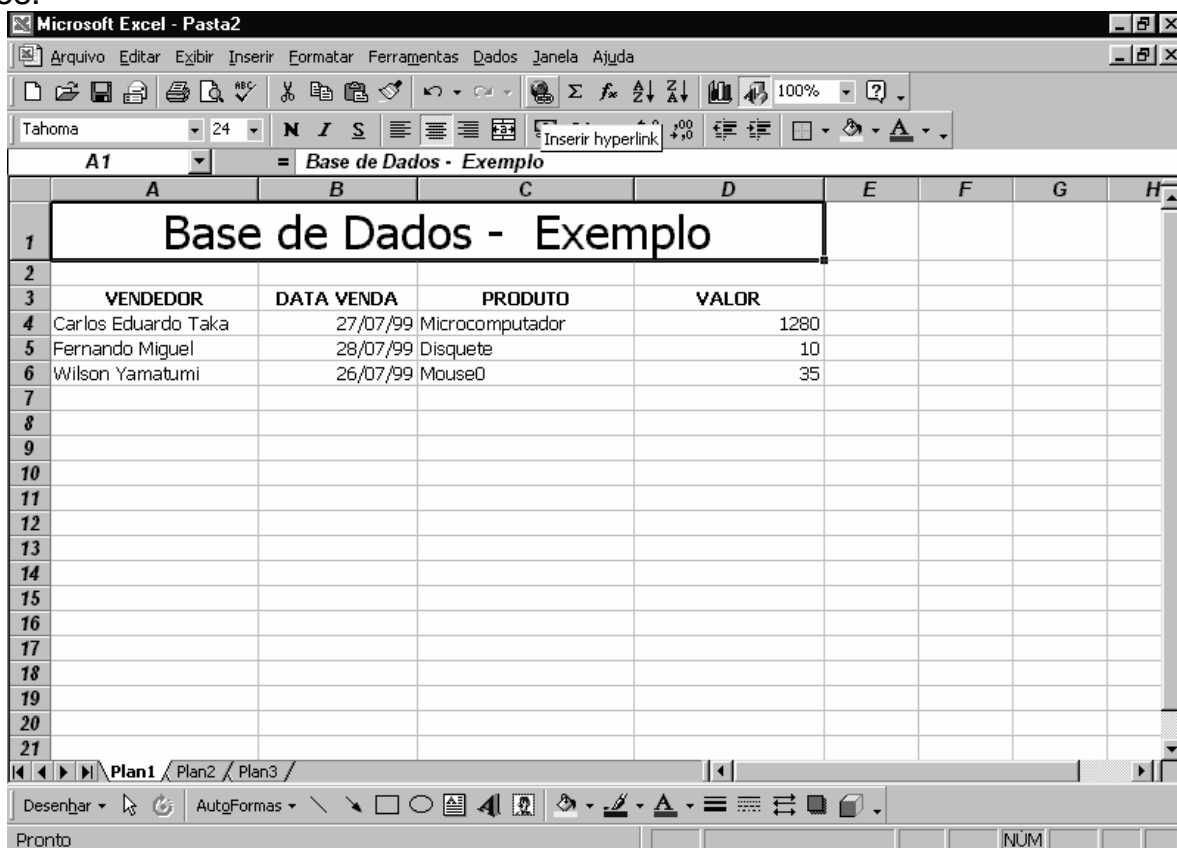 Microsoft Excel - Pasta2
Arquivo Editar Exibir Inserir Formatar Ferramentas Dados Janela Ajuda
100%
Tahoma 24 N I S Inserir hyperlink
A1 = Base de Dados - Exemplo
A B C D E F G H
1 Base de Dados - Exemplo
2
3 VENDEDOR DATA VENDA PRODUTO VALOR
4 Carlos Eduardo Taka 27/07/99 Microcomputador 1280
5 Fernando Miguel 28/07/99 Disquete 10
6 Wilson Yamatumi 26/07/99 Mouse0 35
7
8
9
10
11
12
13
14
15
16
17
18
19
20
21
Plan1 Plan2 Plan3
Desenhar AutoFormas
Pronto NÚM